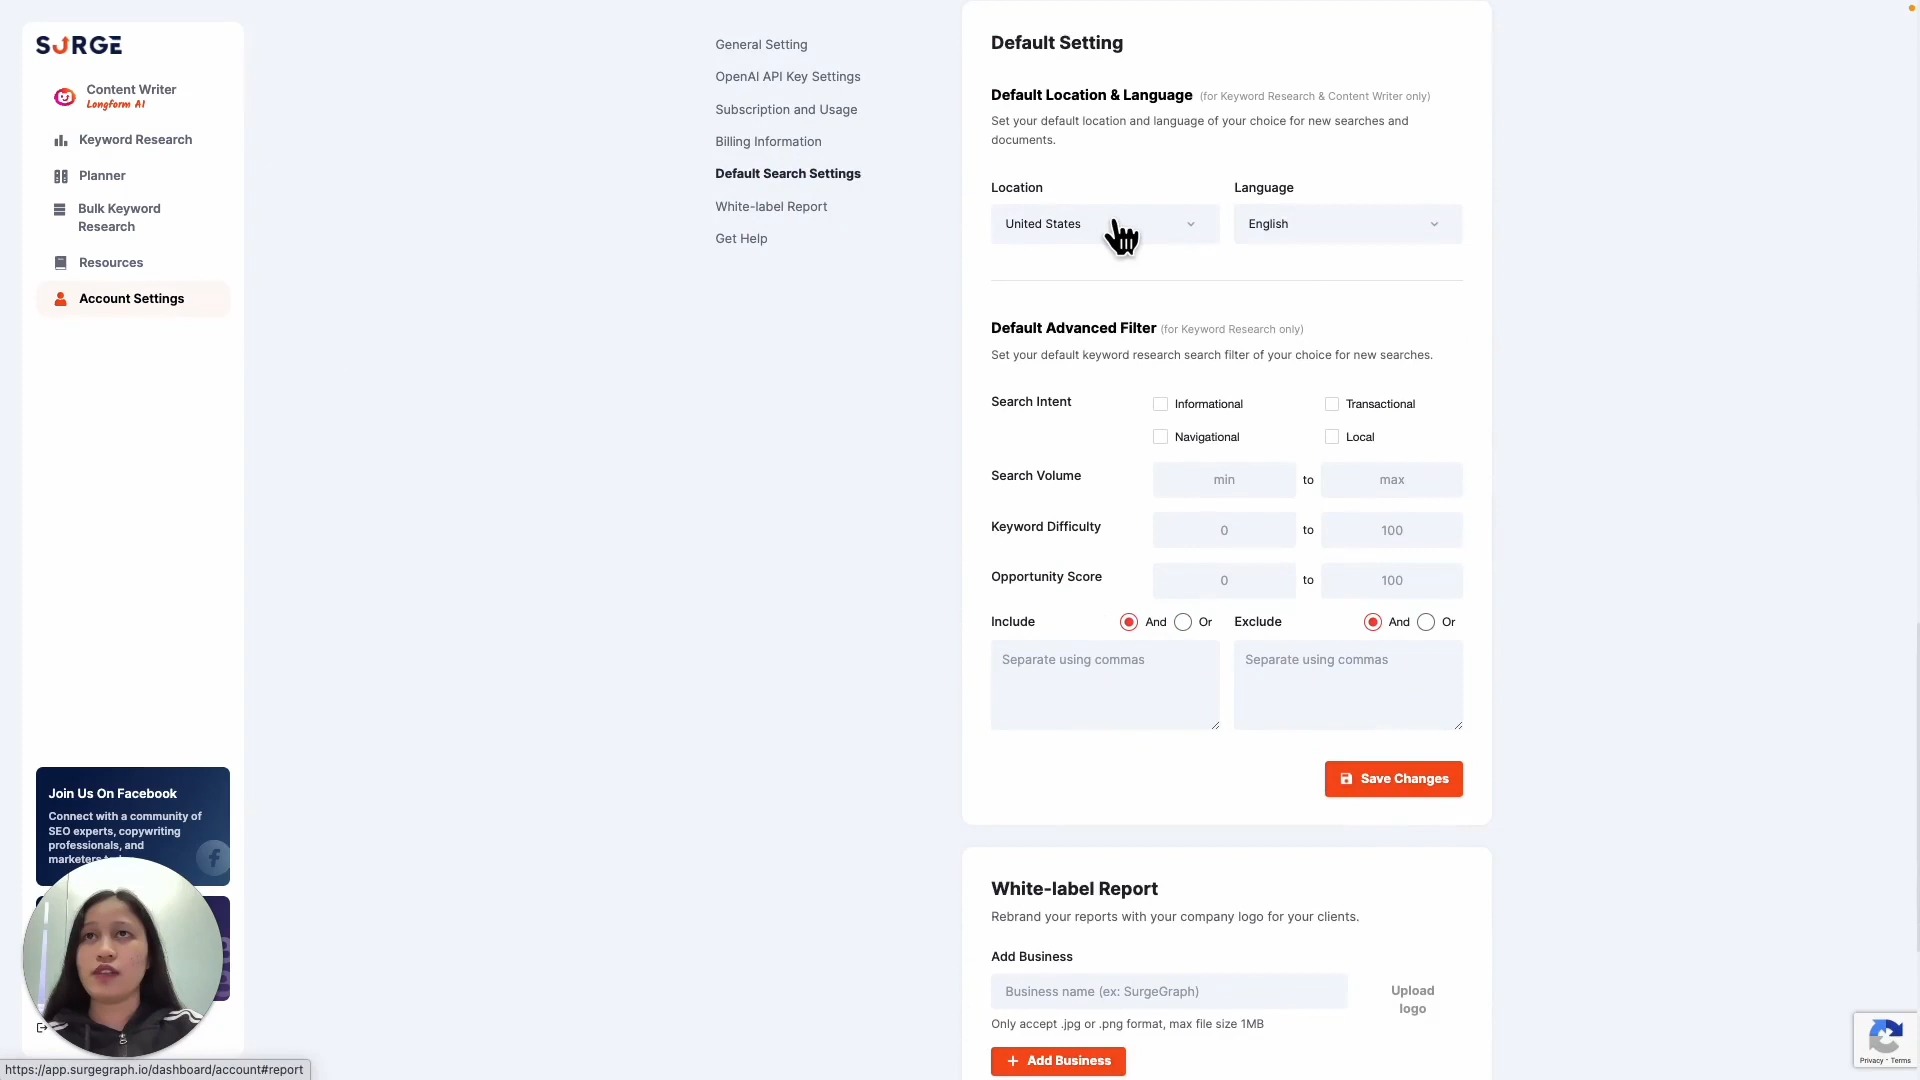 SURGE
Content Writer
Longform AI
Keyword Research
Planner
Bulk Keyword
Research
Resources
Account Settings
Join Us On Facebook
Connect with a community of
SEO experts, copywriting
professionals, and
marketers
General Setting
OpenAI API Key Settings
Subscription and Usage
Billing Information
Default Search Settings
White-label Report
Get Help
Default Setting
Default Location & Language (for Keyword Research & Content Writer only)
Set your default location and language of your choice for new searches and
documents.
Location Language
United States English
Default Advanced Filter (for Keyword Research only)
Set your default keyword research search filter of your choice for new searches.
Search Intent Informational Transactional
Navigational Local
Search Volume min to max
Keyword Difficulty 0 to 100
Opportunity Score 0 to 100
Include And Or Exclude And Or
Separate using commas Separate using commas
Save Changes
White-label Report
Rebrand your reports with your company logo for your clients.
Add Business
Business name (ex: SurgeGraph)
Upload
logo
Only accept .jpg or .png format, max file size 1MB
+ Add Business
Privacy - Terms
https://app.surgegraph.io/dashboard/account#report